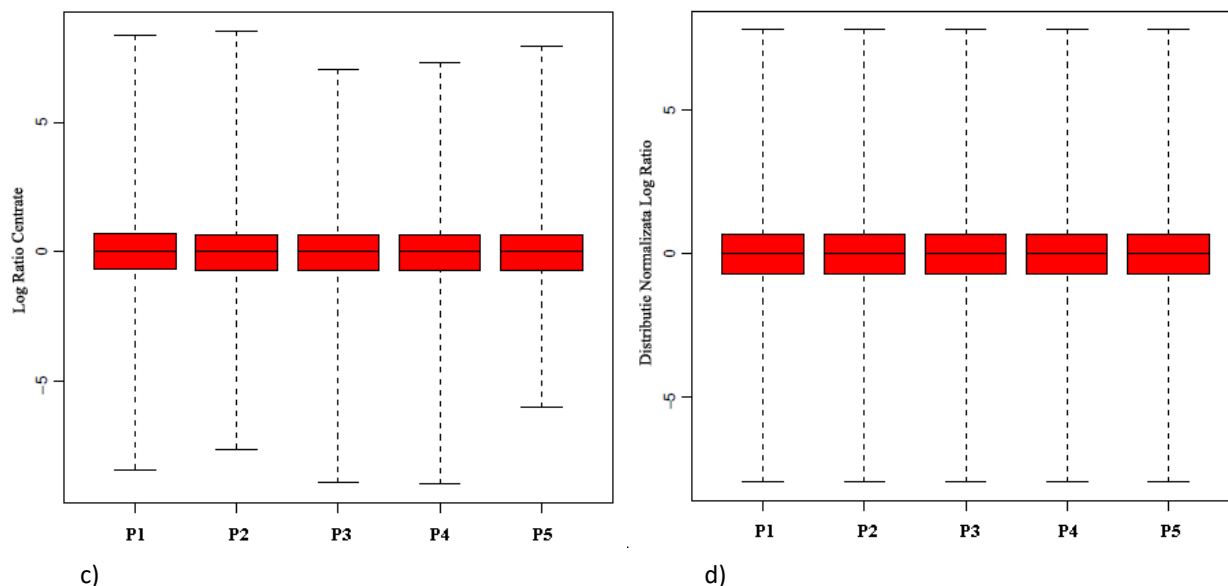 Log Ratio Centrate
5
0
−5
P1 P2 P3 P4 P5
c)
Distributie Normalizata Log Ratio
5
0
−5
P1 P2 P3 P4 P5
d)